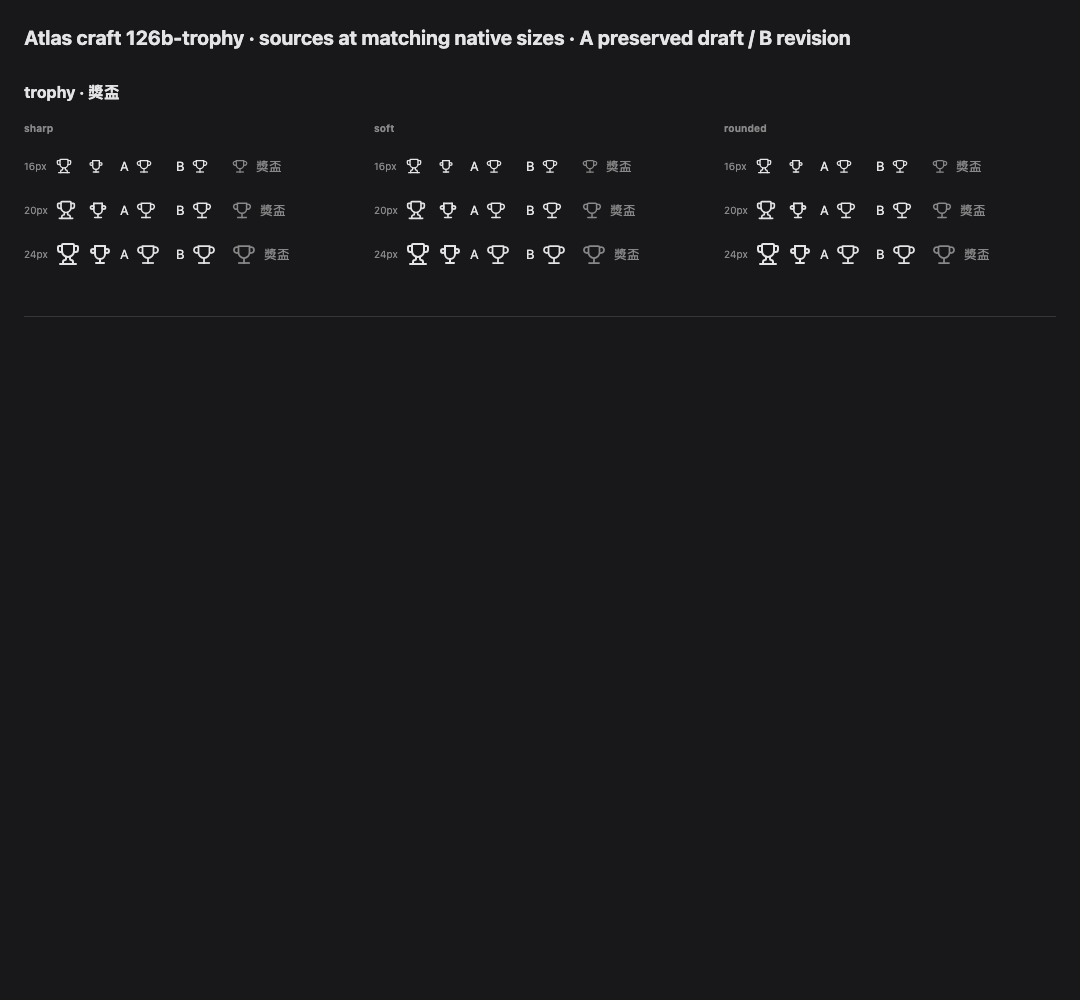 Atlas craft 126b-trophy · sources at matching native sizes · A preserved draft / B revision
trophy · 獎盃
sharp
16px A B 獎盃
20px A B 獎盃
24px A B 獎盃
soft
16px A B 獎盃
20px A B 獎盃
24px A B 獎盃
rounded
16px A B 獎盃
20px A B 獎盃
24px A B 獎盃